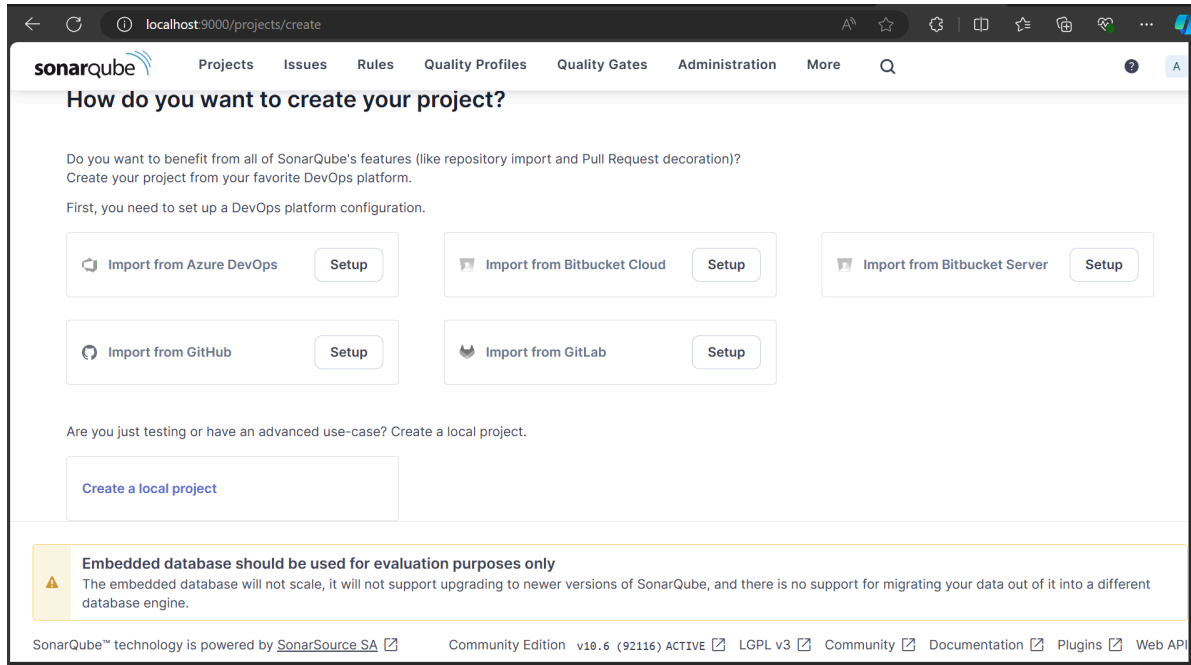 localhost:9000/projects/create
sonarqube Projects Issues Rules Quality Profiles Quality Gates Administration More ? A
How do you want to create your project?
Do you want to benefit from all of SonarQube's features (like repository import and Pull Request decoration)?
Create your project from your favorite DevOps platform.
First, you need to set up a DevOps platform configuration.
Import from Azure DevOps Setup Import from Bitbucket Cloud Setup Import from Bitbucket Server Setup
Import from GitHub Setup Import from GitLab Setup
Are you just testing or have an advanced use-case? Create a local project.
Create a local project
Embedded database should be used for evaluation purposes only
The embedded database will not scale, it will not support upgrading to newer versions of SonarQube, and there is no support for migrating your data out of it into a different
database engine.
SonarQube™ technology is powered by SonarSource SA Community Edition v10.6 (92116) ACTIVE LGPL v3 Community Documentation Plugins Web API